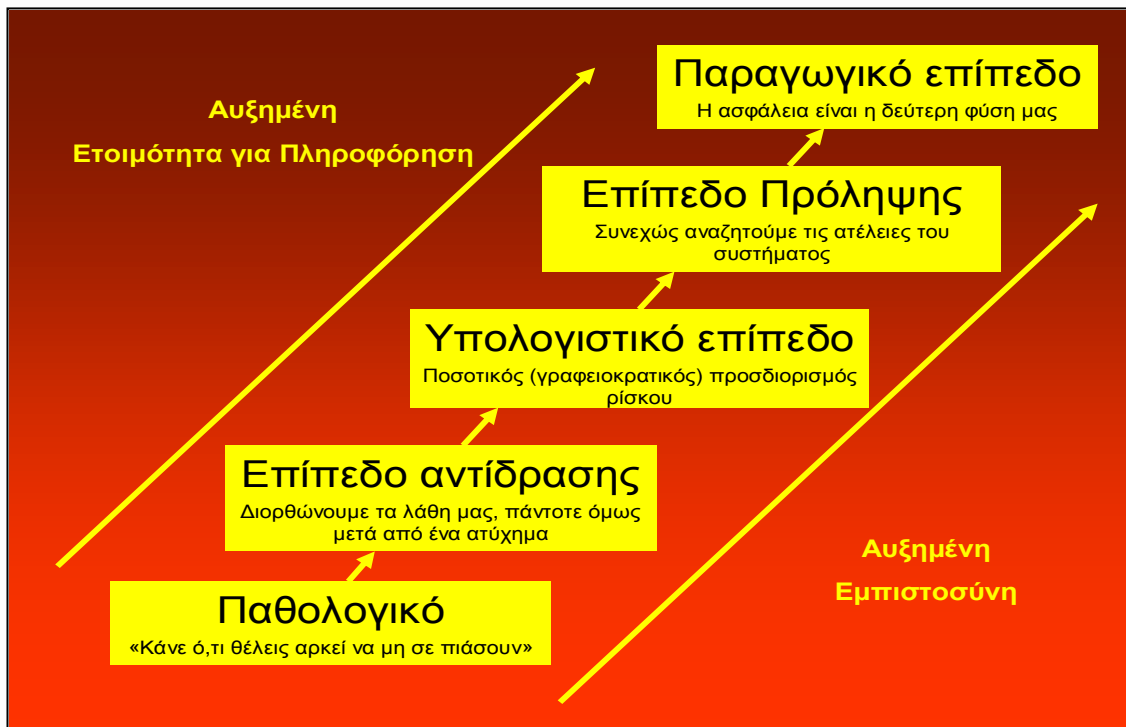 Παραγωγικό επίπεδο
Η ασφάλεια είναι η δεύτερη φύση μας
Αυξημένη
Ετοιμότητα για Πληροφόρηση
Επίπεδο Πρόληψης
Συνεχώς αναζητούμε τις ατέλειες του
συστήματος
Υπολογιστικό επίπεδο
Ποσοτικός (γραφειοκρατικός) προσδιορισμός
ρίσκου
Επίπεδο αντίδρασης
Διορθώνουμε τα λάθη μας, πάντοτε όμως
μετά από ένα ατύχημα
Αυξημένη
Εμπιστοσύνη
Παθολογικό
«Κάνε ό,τι θέλεις αρκεί να μη σε πιάσουν»